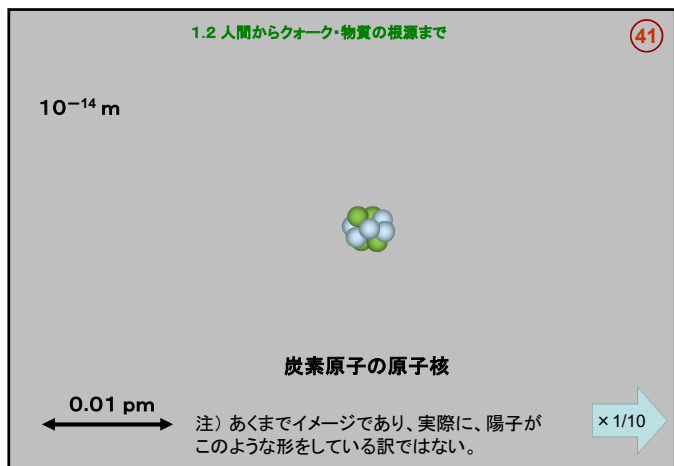 1.2 人間からクォーク・物質の根源まで
41
10⁻¹⁴ m
炭素原子の原子核
0.01 pm
注） あくまでイメージであり、実際に、陽子が
このような形をしている訳ではない。
×1/10